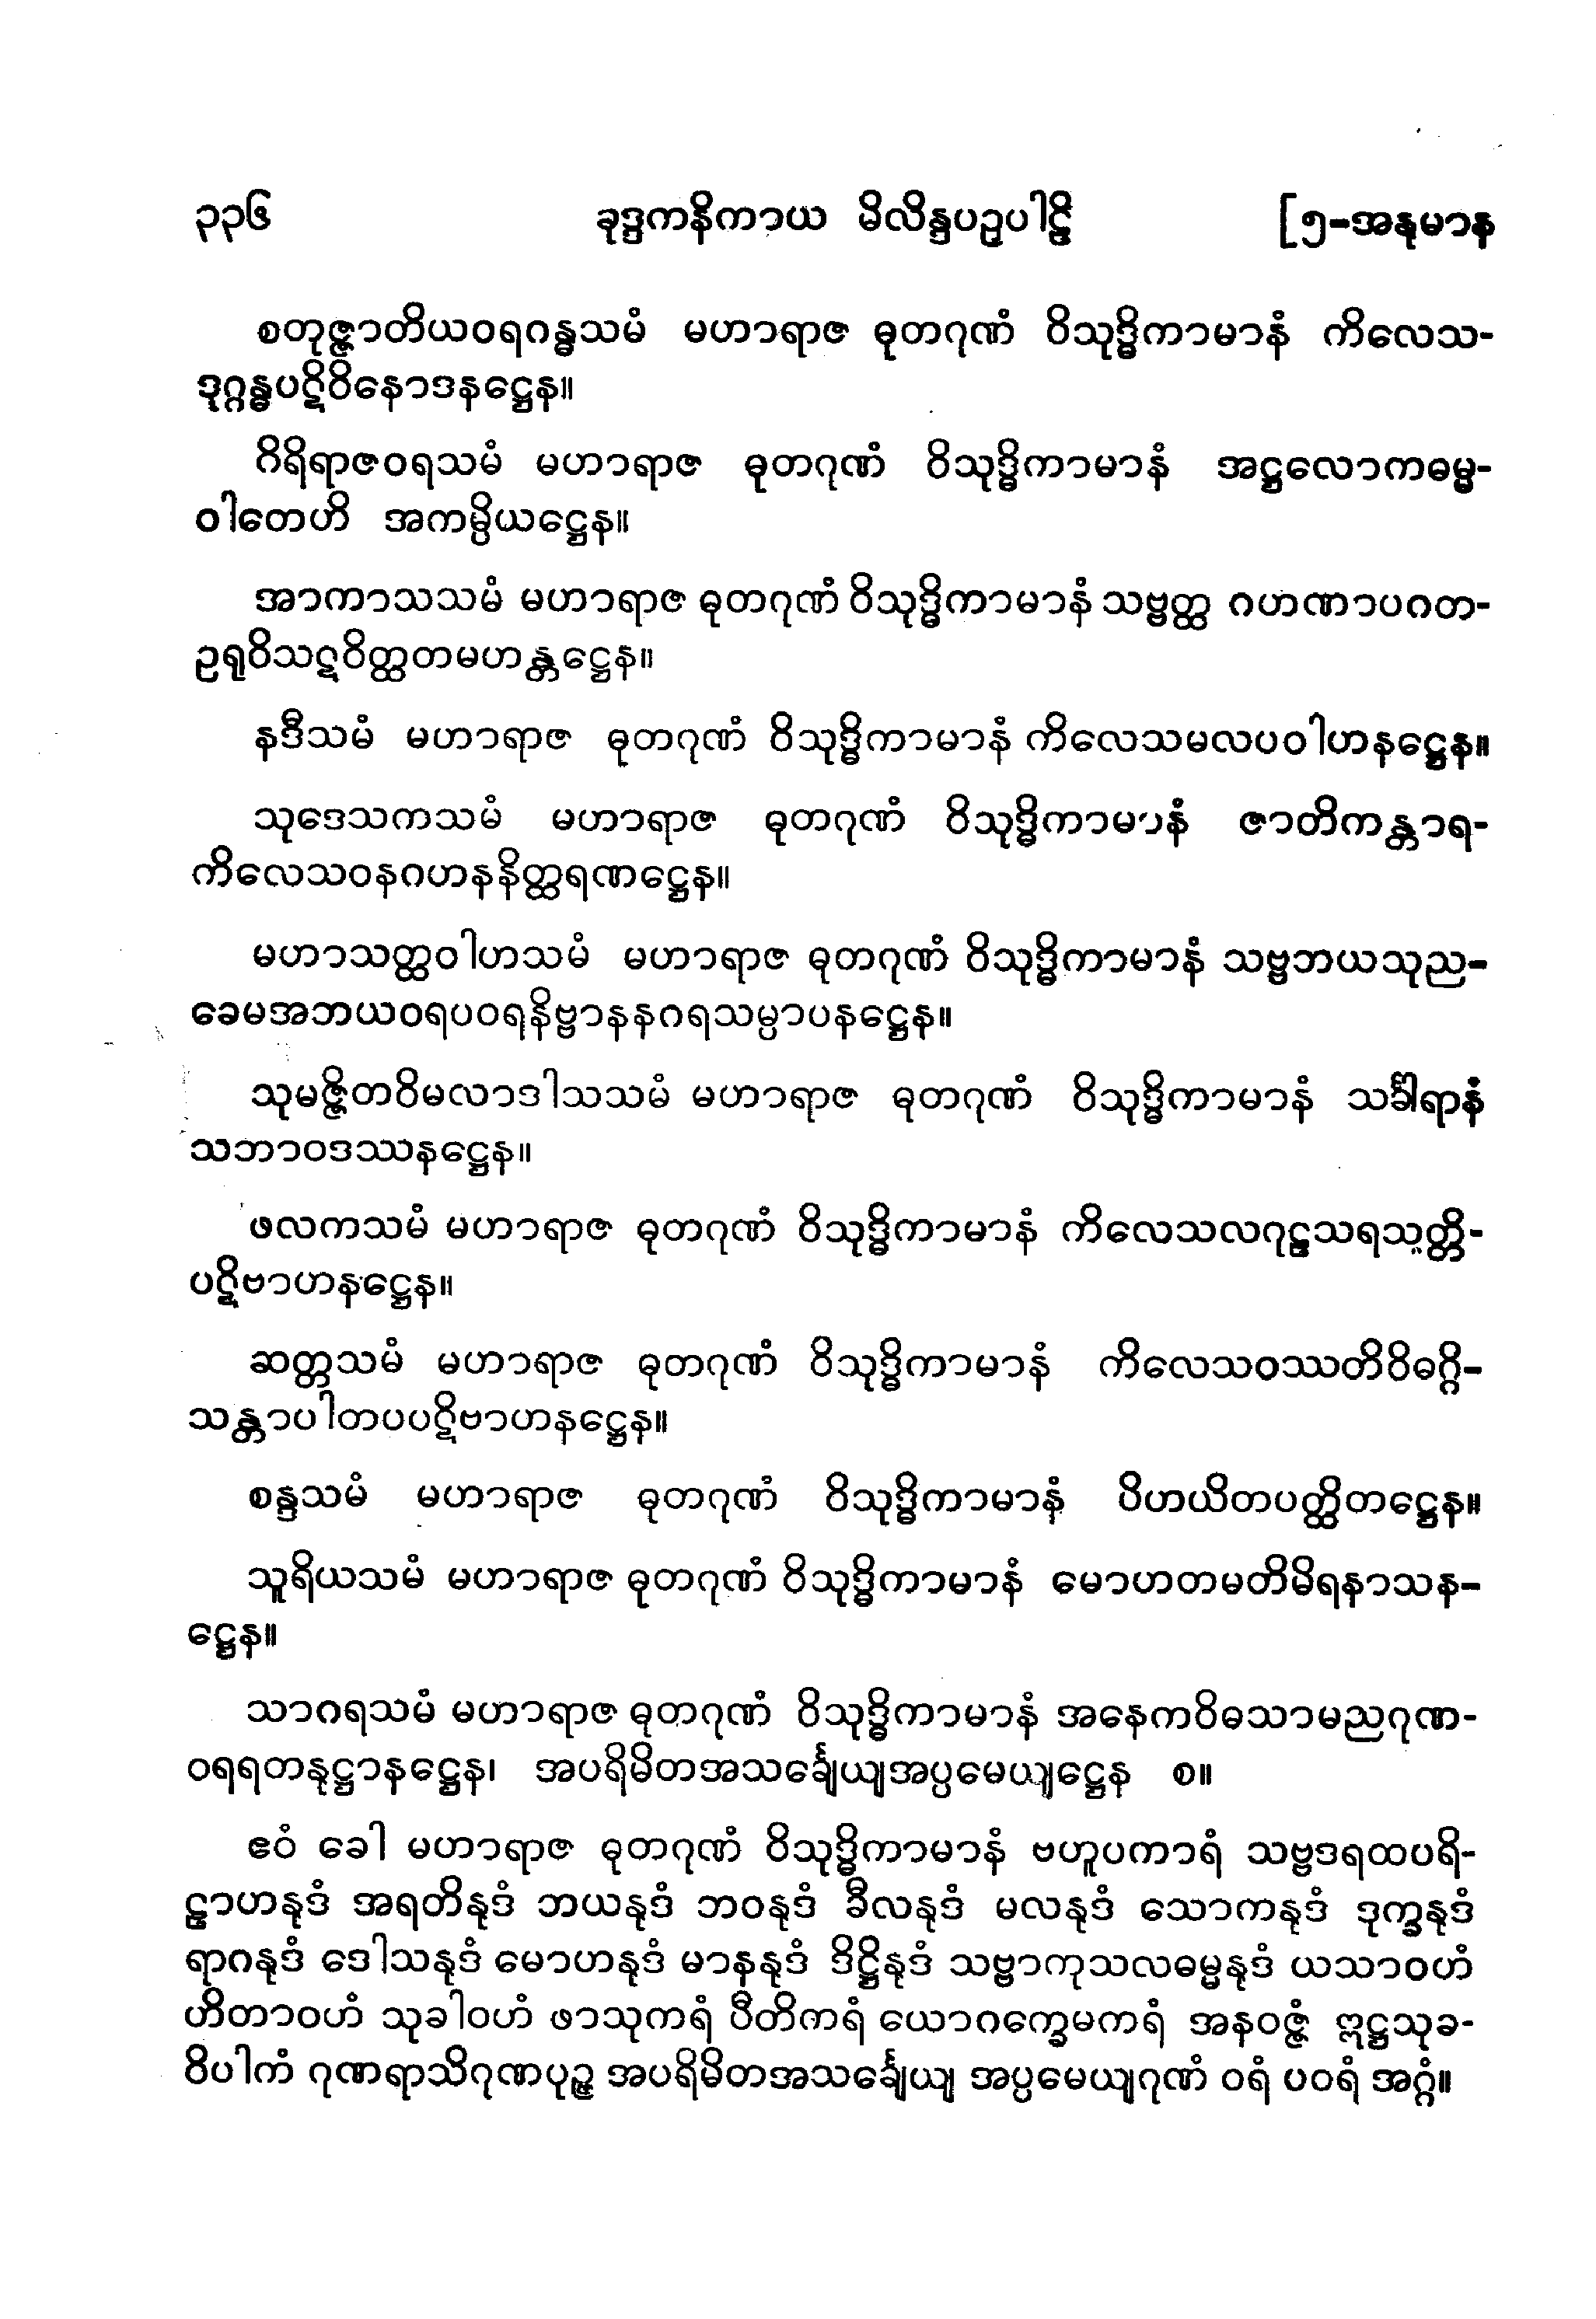 ၃၃၆ ခုဒ္ဒကနိကာယ မိလိန္ဒပဉှပါဠိ [၅-အနုမာန
စတုဇ္ဇာတိယဝရဂန္ဓသမံ မဟာရာဇ ဓုတဂုဏံ ဝိသုဒ္ဓိကာမာနံ ကိလေသ-
ဒုဂ္ဂန္ဓပဋိဝိနောဒနဋ္ဌေန။
ဂိရိရာဇဝရသမံ မဟာရာဇ ဓုတဂုဏံ ဝိသုဒ္ဓိကာမာနံ အဋ္ဌလောကဓမ္မ-
ဝါတေဟိ အကမ္ပိယဋ္ဌေန။
အာကာသသမံ မဟာရာဇ ဓုတဂုဏံ ဝိသုဒ္ဓိကာမာနံ သဗ္ဗတ္ထ ဂဟဏာပဂတ-
ဥရုဝိသဋဝိတ္ထတမဟန္တဋ္ဌေန။
နဒီသမံ မဟာရာဇ ဓုတဂုဏံ ဝိသုဒ္ဓိကာမာနံ ကိလေသမလပဝါဟနဋ္ဌေန။
သုဒေသကသမံ မဟာရာဇ ဓုတဂုဏံ ဝိသုဒ္ဓိကာမာနံ ဇာတိကန္တာရ-
ကိလေသဝနဂဟနနိတ္ထရဏဋ္ဌေန။
မဟာသတ္ထဝါဟသမံ မဟာရာဇ ဓုတဂုဏံ ဝိသုဒ္ဓိကာမာနံ သဗ္ဗဘယသုည-
ခေမအဘယဝရပဝရနိဗ္ဗာနနဂရသမ္ပာပနဋ္ဌေန။
သုမဇ္ဇိတဝိမလာဒါသသမံ မဟာရာဇ ဓုတဂုဏံ ဝိသုဒ္ဓိကာမာနံ သင်္ခါရာနံ
သဘာဝဒဿနဋ္ဌေန။
ဖလကသမံ မဟာရာဇ ဓုတဂုဏံ ဝိသုဒ္ဓိကာမာနံ ကိလေသလဂုဠသရသတ္တိ-
ပဋိဗာဟနဋ္ဌေန။
ဆတ္တသမံ မဟာရာဇ ဓုတဂုဏံ ဝိသုဒ္ဓိကာမာနံ ကိလေသဝဿတိဝိဓဂ္ဂိ-
သန္တာပါတပပဋိဗာဟနဋ္ဌေန။
စန္ဒသမံ မဟာရာဇ ဓုတဂုဏံ ဝိသုဒ္ဓိကာမာနံ ပိဟယိတပတ္ထိတဋ္ဌေန။
သူရိယသမံ မဟာရာဇ ဓုတဂုဏံ ဝိသုဒ္ဓိကာမာနံ မောဟတမတိမိရနာသန-
ဋ္ဌေန။
သာဂရသမံ မဟာရာဇ ဓုတဂုဏံ ဝိသုဒ္ဓိကာမာနံ အနေကဝိဓသာမညဂုဏ-
ဝရရတနုဋ္ဌာနဋ္ဌေန၊ အပရိမိတအသင်္ချေယျအပ္ပမေယျဋ္ဌေန စ။
ဧဝံ ခေါ မဟာရာဇ ဓုတဂုဏံ ဝိသုဒ္ဓိကာမာနံ ဗဟူပကာရံ သဗ္ဗဒရထပရိ-
ဠာဟနုဒံ အရတိနုဒံ ဘယနုဒံ ဘဝနုဒံ ခီလနုဒံ မလနုဒံ သောကနုဒံ ဒုက္ခနုဒံ
ရာဂနုဒံ ဒေါသနုဒံ မောဟနုဒံ မာနနုဒံ ဒိဋ္ဌိနုဒံ သဗ္ဗာကုသလဓမ္မနုဒံ ယသာဝဟံ
ဟိတာဝဟံ သုခါဝဟံ ဖာသုကရံ ပီတိကရံ ယောဂက္ခေမကရံ အနဝဇ္ဇံ ဣဋ္ဌသုခ-
ဝိပါကံ ဂုဏရာသိဂုဏပုဉ္ဇ အပရိမိတအသင်္ချေယျ အပ္ပမေယျဂုဏံ ဝရံ ပဝရံ အဂ္ဂံ။